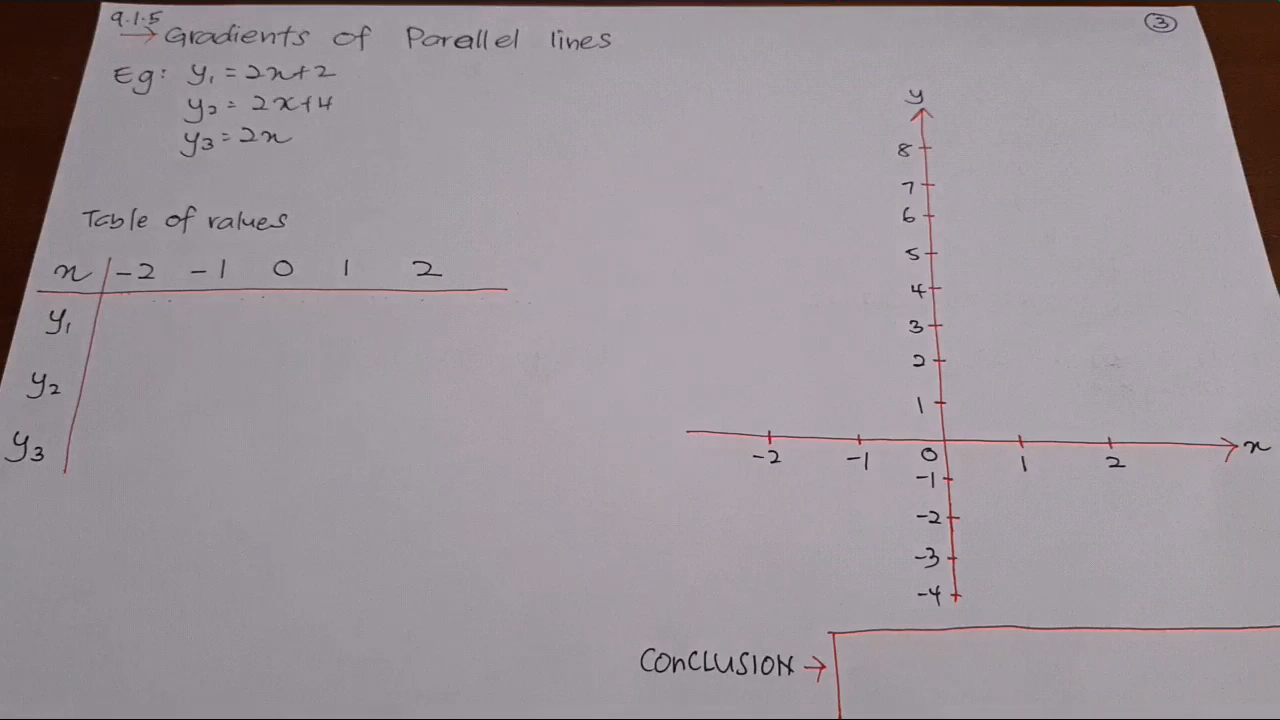 9.1.5 ③
→ Gradients of Parallel lines
Eg: y₁ = 2x+2
y₂ = 2x+4
y₃ = 2x
Table of values
x -2 -1 0 1 2
y₁
y₂
y₃
y
8
7
6
5
4
3
2
1
-2 -1 0 1 2 x
-1
-2
-3
-4
CONCLUSION →